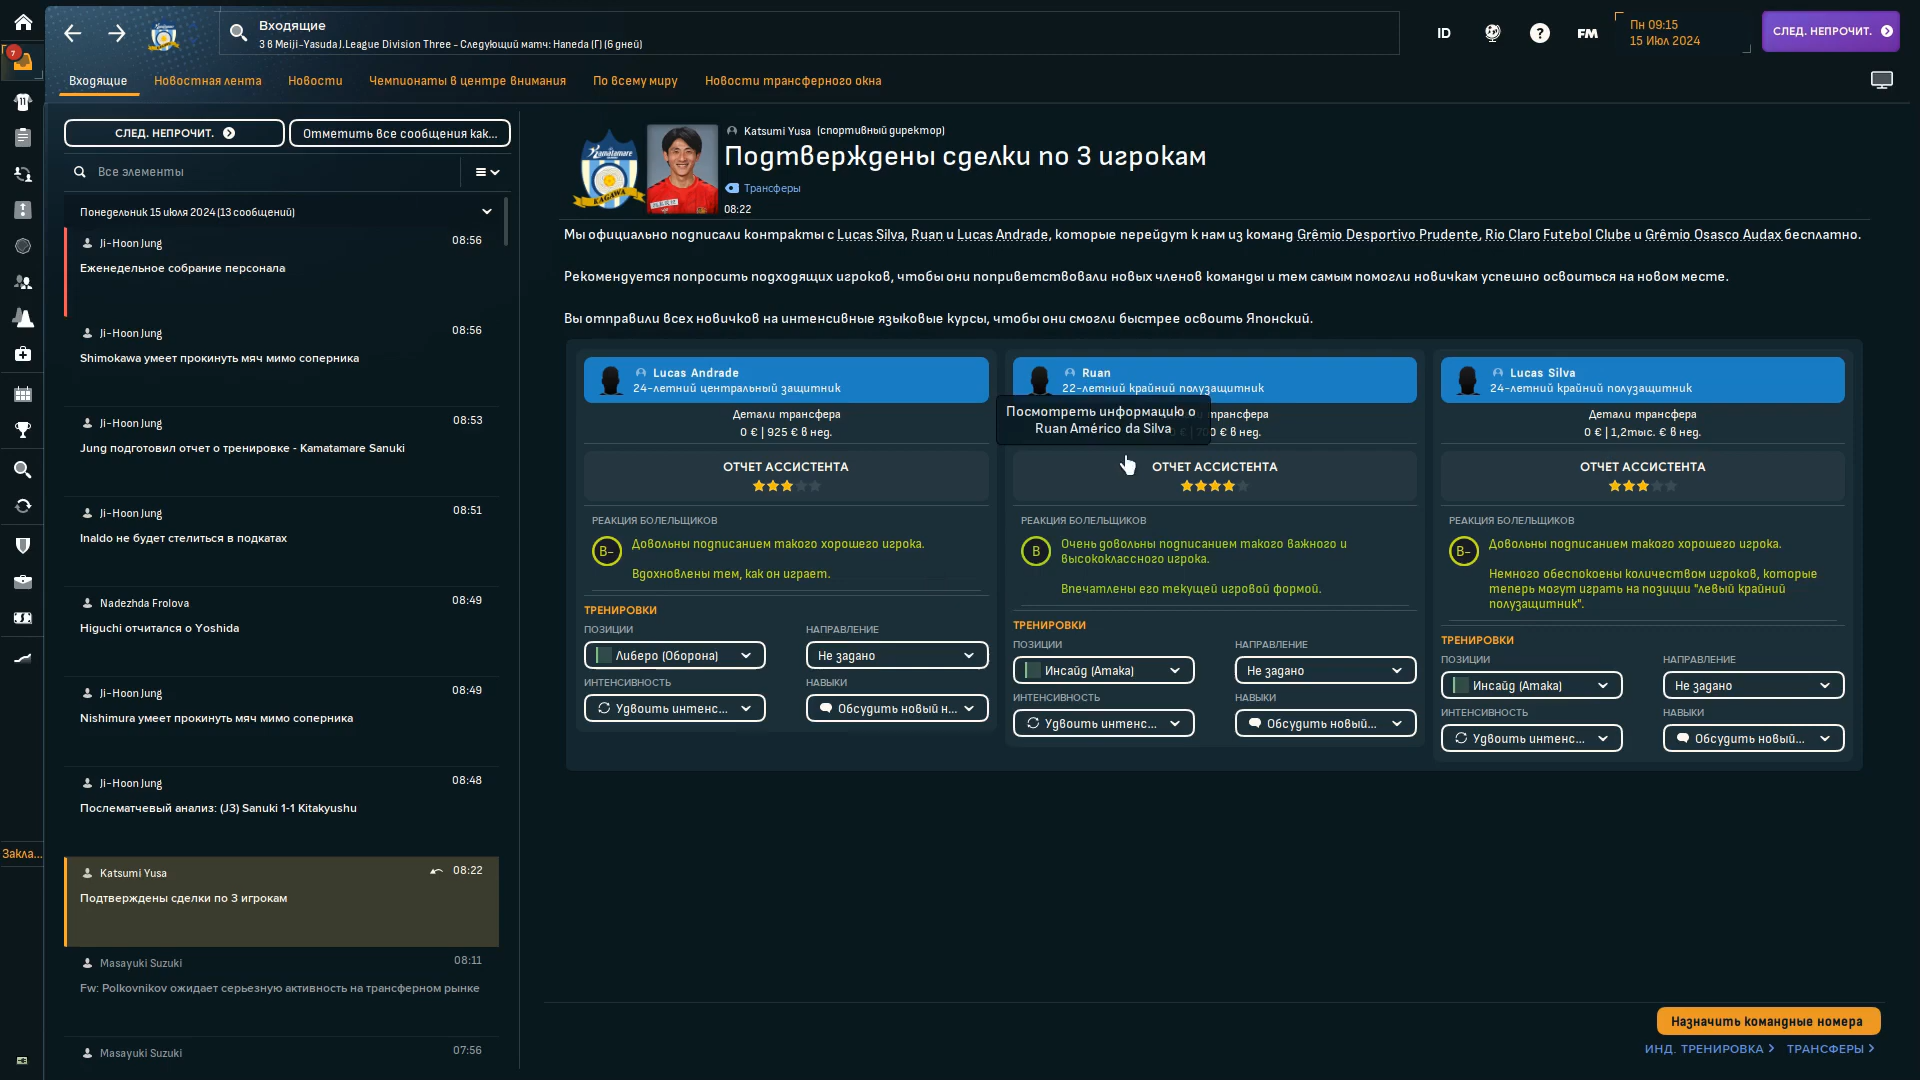 Входящие
3 в Meiji-Yasuda J.League Division Three - Следующий матч: Haneda (Г) (6 дней)
ID
FM
Пн 09:15
15 Июл 2024
СЛЕД. НЕПРОЧИТ.
7
Входящие
Новостная лента
Новости
Чемпионаты в центре внимания
По всему миру
Новости трансферного окна
СЛЕД. НЕПРОЧИТ.
Отметить все сообщения как...
Все элементы
Понедельник 15 июля 2024 (13 сообщений)
Ji-Hoon Jung
08:56
Еженедельное собрание персонала
Ji-Hoon Jung
08:56
Shimokawa умеет прокинуть мяч мимо соперника
Ji-Hoon Jung
08:53
Jung подготовил отчет о тренировке - Kamatamare Sanuki
Ji-Hoon Jung
08:51
Inaldo не будет стелиться в подкатах
Nadezhda Frolova
08:49
Higuchi отчитался о Yoshida
Ji-Hoon Jung
08:49
Nishimura умеет прокинуть мяч мимо соперника
Ji-Hoon Jung
08:48
Послематчевый анализ: (J3) Sanuki 1-1 Kitakyushu
Закла...
Katsumi Yusa
08:22
Подтверждены сделки по 3 игрокам
Masayuki Suzuki
08:11
Fw: Polkovnikov ожидает серьезную активность на трансферном рынке
Masayuki Suzuki
07:56
Kamatamare
KAGAWA
Katsumi Yusa (спортивный директор)
Подтверждены сделки по 3 игрокам
Трансферы
08:22
Мы официально подписали контракты с Lucas Silva, Ruan и Lucas Andrade, которые перейдут к нам из команд Grêmio Desportivo Prudente, Rio Claro Futebol Clube и Grêmio Osasco Audax бесплатно.
Рекомендуется попросить подходящих игроков, чтобы они поприветствовали новых членов команды и тем самым помогли новичкам успешно освоиться на новом месте.
Вы отправили всех новичков на интенсивные языковые курсы, чтобы они смогли быстрее освоить Японский.
Lucas Andrade
24-летний центральный защитник
Детали трансфера
0 € | 925 € в нед.
ОТЧЕТ АССИСТЕНТА
РЕАКЦИЯ БОЛЕЛЬЩИКОВ
B-
Довольны подписанием такого хорошего игрока.
Вдохновлены тем, как он играет.
ТРЕНИРОВКИ
ПОЗИЦИИ
НАПРАВЛЕНИЕ
Либеро (Оборона)
Не задано
ИНТЕНСИВНОСТЬ
НАВЫКИ
Удвоить интенс...
Обсудить новый н...
Ruan
22-летний крайний полузащитник
Посмотреть информацию о
Ruan Américo da Silva
трансфера
€ в нед.
ОТЧЕТ АССИСТЕНТА
РЕАКЦИЯ БОЛЕЛЬЩИКОВ
B
Очень довольны подписанием такого важного и
высококлассного игрока.
Впечатлены его текущей игровой формой.
ТРЕНИРОВКИ
ПОЗИЦИИ
НАПРАВЛЕНИЕ
Инсайд (Атака)
Не задано
ИНТЕНСИВНОСТЬ
НАВЫКИ
Удвоить интенс...
Обсудить новый...
Lucas Silva
24-летний крайний полузащитник
Детали трансфера
0 € | 1,2тыс. € в нед.
ОТЧЕТ АССИСТЕНТА
РЕАКЦИЯ БОЛЕЛЬЩИКОВ
B-
Довольны подписанием такого хорошего игрока.
Немного обеспокоены количеством игроков, которые
теперь могут играть на позиции "левый крайний
полузащитник".
ТРЕНИРОВКИ
ПОЗИЦИИ
НАПРАВЛЕНИЕ
Инсайд (Атака)
Не задано
ИНТЕНСИВНОСТЬ
НАВЫКИ
Удвоить интенс...
Обсудить новый...
Назначить командные номера
ИНД. ТРЕНИРОВКА
ТРАНСФЕРЫ